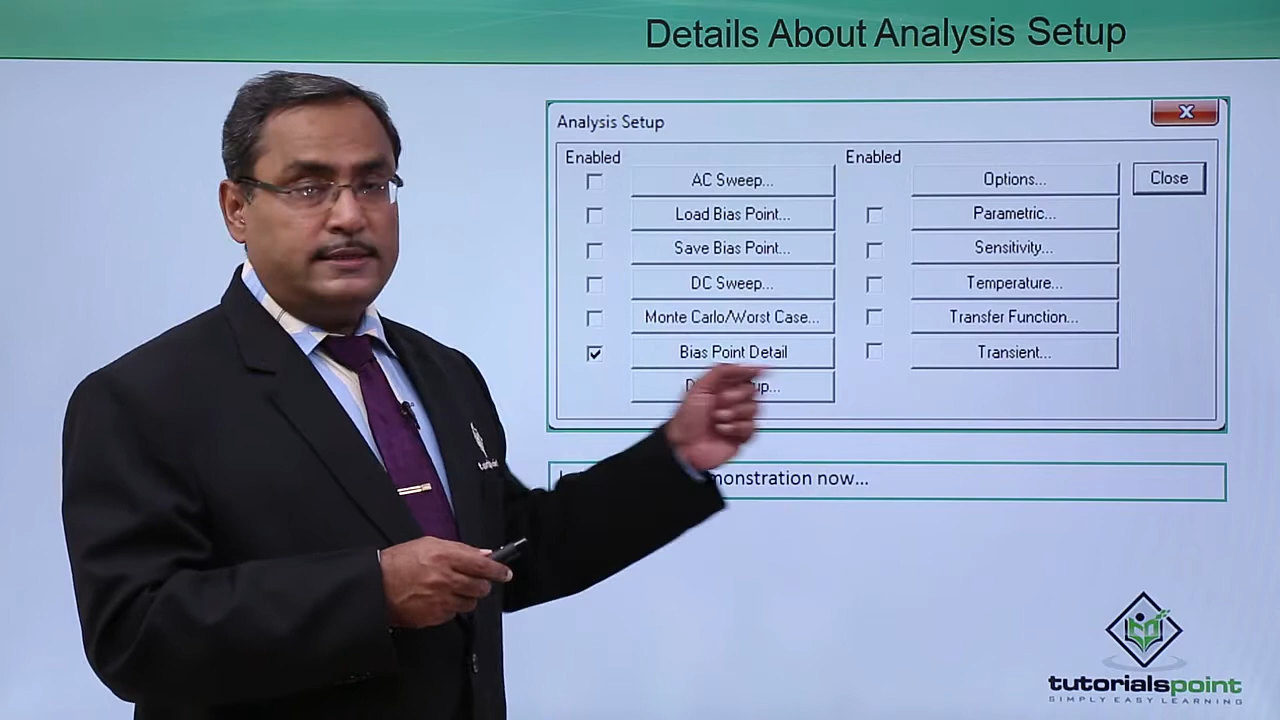 Details About Analysis Setup
Analysis Setup
X
Enabled
Enabled
AC Sweep...
Options...
Close
Load Bias Point...
Parametric...
Save Bias Point...
Sensitivity...
DC Sweep...
Temperature...
Monte Carlo/Worst Case...
Transfer Function...
Bias Point Detail
Transient...
demonstration now...
tutorialspoint
SIMPLY EASY LEARNING